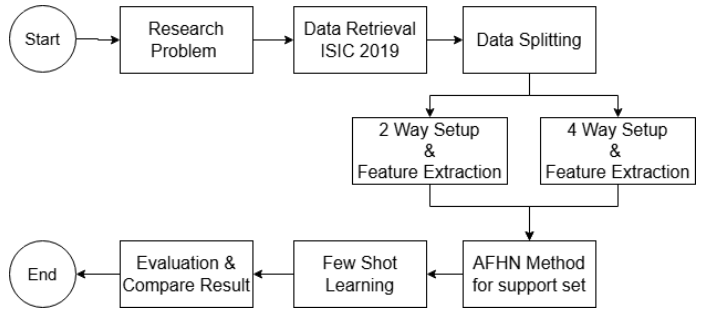 Start
Research
Problem
Data Retrieval
ISIC 2019
Data Splitting
2 Way Setup
&
Feature Extraction
4 Way Setup
&
Feature Extraction
AFHN Method
for support set
Few Shot
Learning
Evaluation &
Compare Result
End